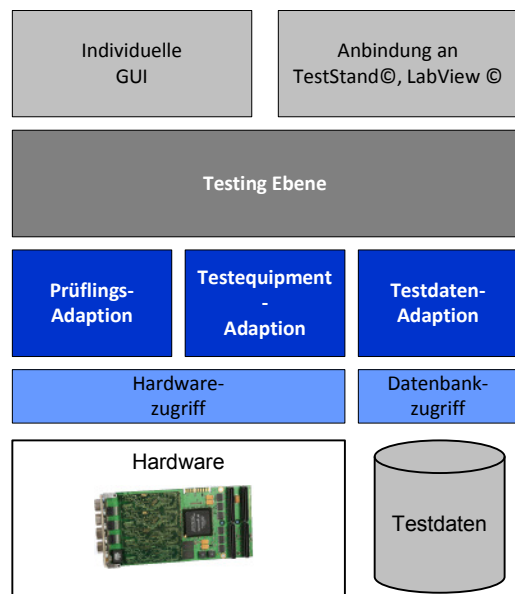 Individuelle
GUI
Anbindung an
TestStand©, LabView ©
Testing Ebene
Prüflings-
Adaption
Testequipment
-
Adaption
Testdaten-
Adaption
Hardware-
zugriff
Datenbank-
zugriff
Hardware
Testdaten